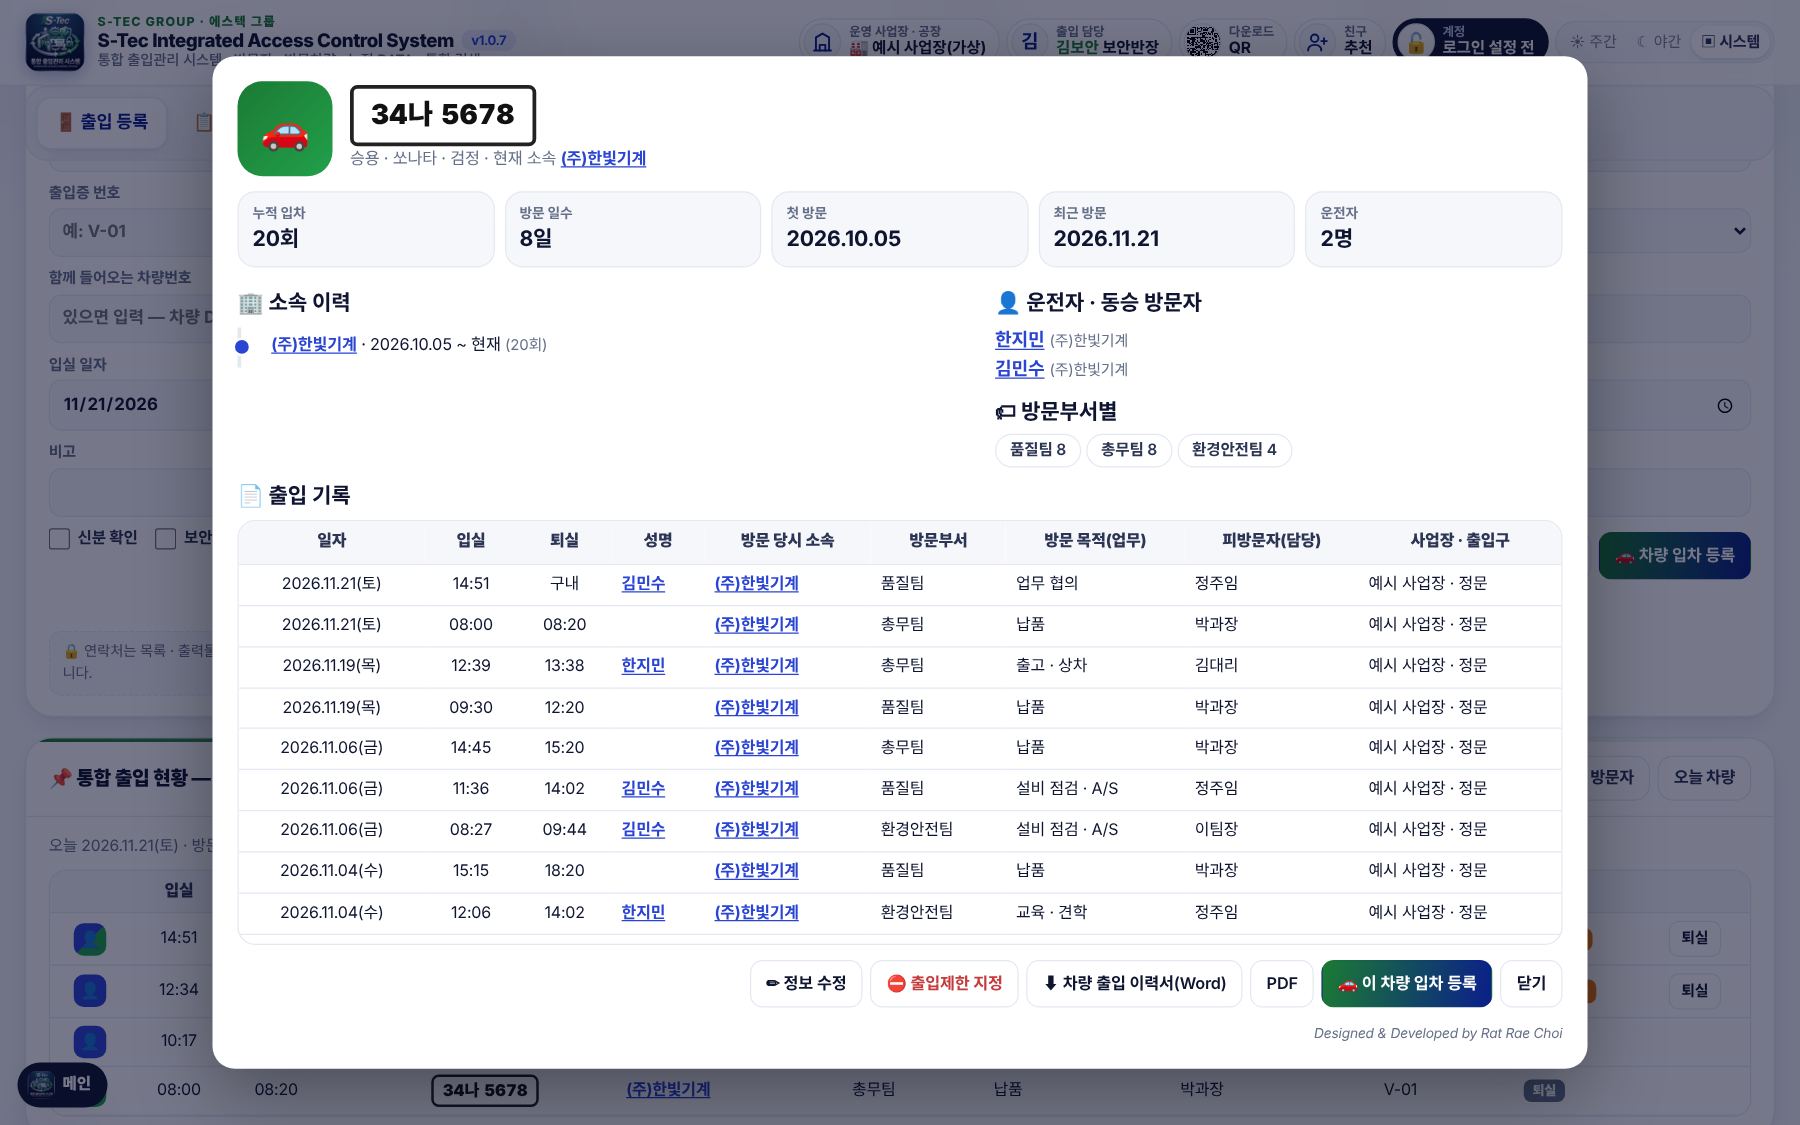 S-TEC GROUP · 에스텍 그룹
S-Tec Integrated Access Control System v1.0.7
운영 사업장 · 공장
예시 사업장(가상)
김
출입 담당
김보안 보안반장
다운로드
QR
친구
추천
계정
로그인 설정 전
주간
야간
시스템
출입 등록
출입증 번호
예: V-01
함께 들어오는 차량번호
있으면 입력 — 차량
입실 일자
11/21/2026
비고
신분 확인
보안
차량 입차 등록
연락처는 목록 · 출력물
니다.
통합 출입 현황 —
방문자
오늘 차량
오늘 2026.11.21(토) ·
입실
14:51 퇴실
12:34 퇴실
10:17
메인
08:00 08:20 34나 5678 (주)한빛기계 총무팀 납품 박과장 V-01 퇴실
34나 5678
승용 · 쏘나타 · 검정 · 현재 소속 (주)한빛기계
누적 입차
20회
방문 일수
8일
첫 방문
2026.10.05
최근 방문
2026.11.21
운전자
2명
소속 이력
(주)한빛기계 · 2026.10.05 ~ 현재 (20회)
운전자 · 동승 방문자
한지민 (주)한빛기계
김민수 (주)한빛기계
방문부서별
품질팀 8 총무팀 8 환경안전팀 4
출입 기록
일자 입실 퇴실 성명 방문 당시 소속 방문부서 방문 목적(업무) 피방문자(담당) 사업장 · 출입구
2026.11.21(토) 14:51 구내 김민수 (주)한빛기계 품질팀 업무 협의 정주임 예시 사업장 · 정문
2026.11.21(토) 08:00 08:20 (주)한빛기계 총무팀 납품 박과장 예시 사업장 · 정문
2026.11.19(목) 12:39 13:38 한지민 (주)한빛기계 총무팀 출고 · 상차 김대리 예시 사업장 · 정문
2026.11.19(목) 09:30 12:20 (주)한빛기계 품질팀 납품 박과장 예시 사업장 · 정문
2026.11.06(금) 14:45 15:20 (주)한빛기계 총무팀 납품 박과장 예시 사업장 · 정문
2026.11.06(금) 11:36 14:02 김민수 (주)한빛기계 품질팀 설비 점검 · A/S 정주임 예시 사업장 · 정문
2026.11.06(금) 08:27 09:44 김민수 (주)한빛기계 환경안전팀 설비 점검 · A/S 이팀장 예시 사업장 · 정문
2026.11.04(수) 15:15 18:20 (주)한빛기계 품질팀 납품 박과장 예시 사업장 · 정문
2026.11.04(수) 12:06 14:02 한지민 (주)한빛기계 환경안전팀 교육 · 견학 정주임 예시 사업장 · 정문
정보 수정
출입제한 지정
차량 출입 이력서(Word)
PDF
이 차량 입차 등록
닫기
Designed & Developed by Rat Rae Choi